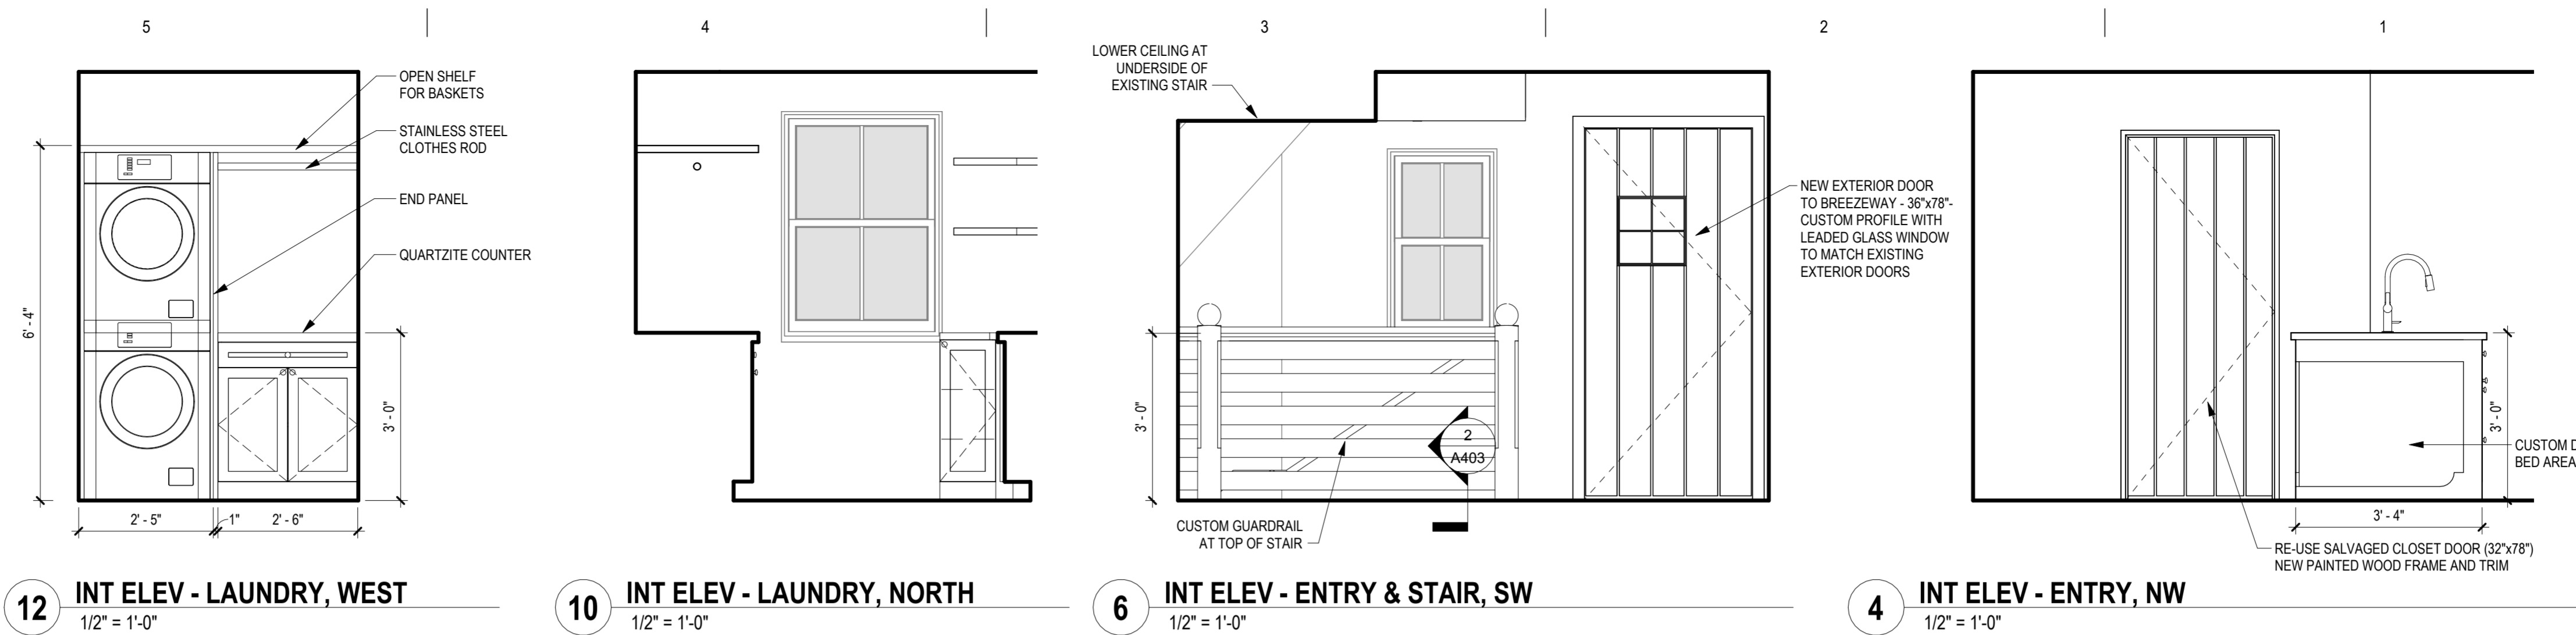 5
4
3
2
1
OPEN SHELF
FOR BASKETS
STAINLESS STEEL
CLOTHES ROD
END PANEL
QUARTZITE COUNTER
6' - 4"
3' - 0"
2' - 5"
1"
2' - 6"
12
INT ELEV - LAUNDRY, WEST
1/2" = 1'-0"
10
INT ELEV - LAUNDRY, NORTH
1/2" = 1'-0"
LOWER CEILING AT
UNDERSIDE OF
EXISTING STAIR
NEW EXTERIOR DOOR
TO BREEZEWAY - 36"x78"-
CUSTOM PROFILE WITH
LEADED GLASS WINDOW
TO MATCH EXISTING
EXTERIOR DOORS
3' - 0"
2
A403
CUSTOM GUARDRAIL
AT TOP OF STAIR
6
INT ELEV - ENTRY & STAIR, SW
1/2" = 1'-0"
3' - 0"
CUSTOM D
BED AREA
3' - 4"
RE-USE SALVAGED CLOSET DOOR (32"x78")
NEW PAINTED WOOD FRAME AND TRIM
4
INT ELEV - ENTRY, NW
1/2" = 1'-0"